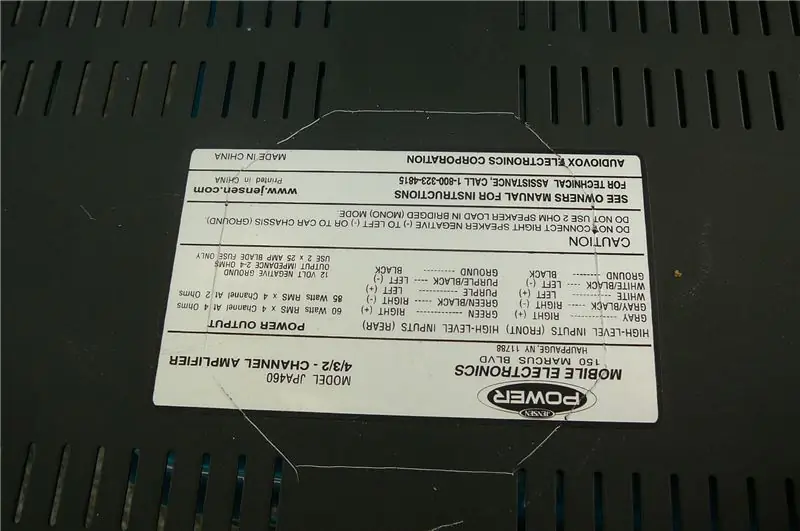 JENSEN
POWER
MOBILE ELECTRONICS
150 MARCUS BLVD
HAUPPAUGE, NY 11788
MODEL JPA460
4/3/2 - CHANNEL AMPLIFIER
HIGH-LEVEL INPUTS (FRONT)
GRAY -------- RIGHT (+)
GRAY/BLACK -------- RIGHT (-)
WHITE -------- LEFT (+)
WHITE/BLACK -------- LEFT (-)
GROUND -------- BLACK
HIGH-LEVEL INPUTS (REAR)
GREEN -------- RIGHT (+)
GREEN/BLACK -------- RIGHT (-)
PURPLE -------- LEFT (+)
PURPLE/BLACK -------- LEFT (-)
GROUND -------- BLACK
POWER OUTPUT
60 Watts RMS x 4 Channel At 4 Ohms
85 Watts RMS x 4 Channel At 2 Ohms
12 VOLT NEGATIVE GROUND
OUTPUT IMPEDANCE 2-4 OHMS
USE 2 x 25 AMP BLADE FUSE ONLY
CAUTION
DO NOT CONNECT RIGHT SPEAKER NEGATIVE (-) TO LEFT (-) OR TO CAR CHASSIS (GROUND)
DO NOT USE 2 OHM SPEAKER LOAD IN BRIDGED (MONO) MODE
SEE OWNERS MANUAL FOR INSTRUCTIONS
FOR TECHNICAL ASSISTANCE, CALL 1-800-323-4815
www.jensen.com
Printed in CHINA
AUDIOVOX ELECTRONICS CORPORATION
MADE IN CHINA